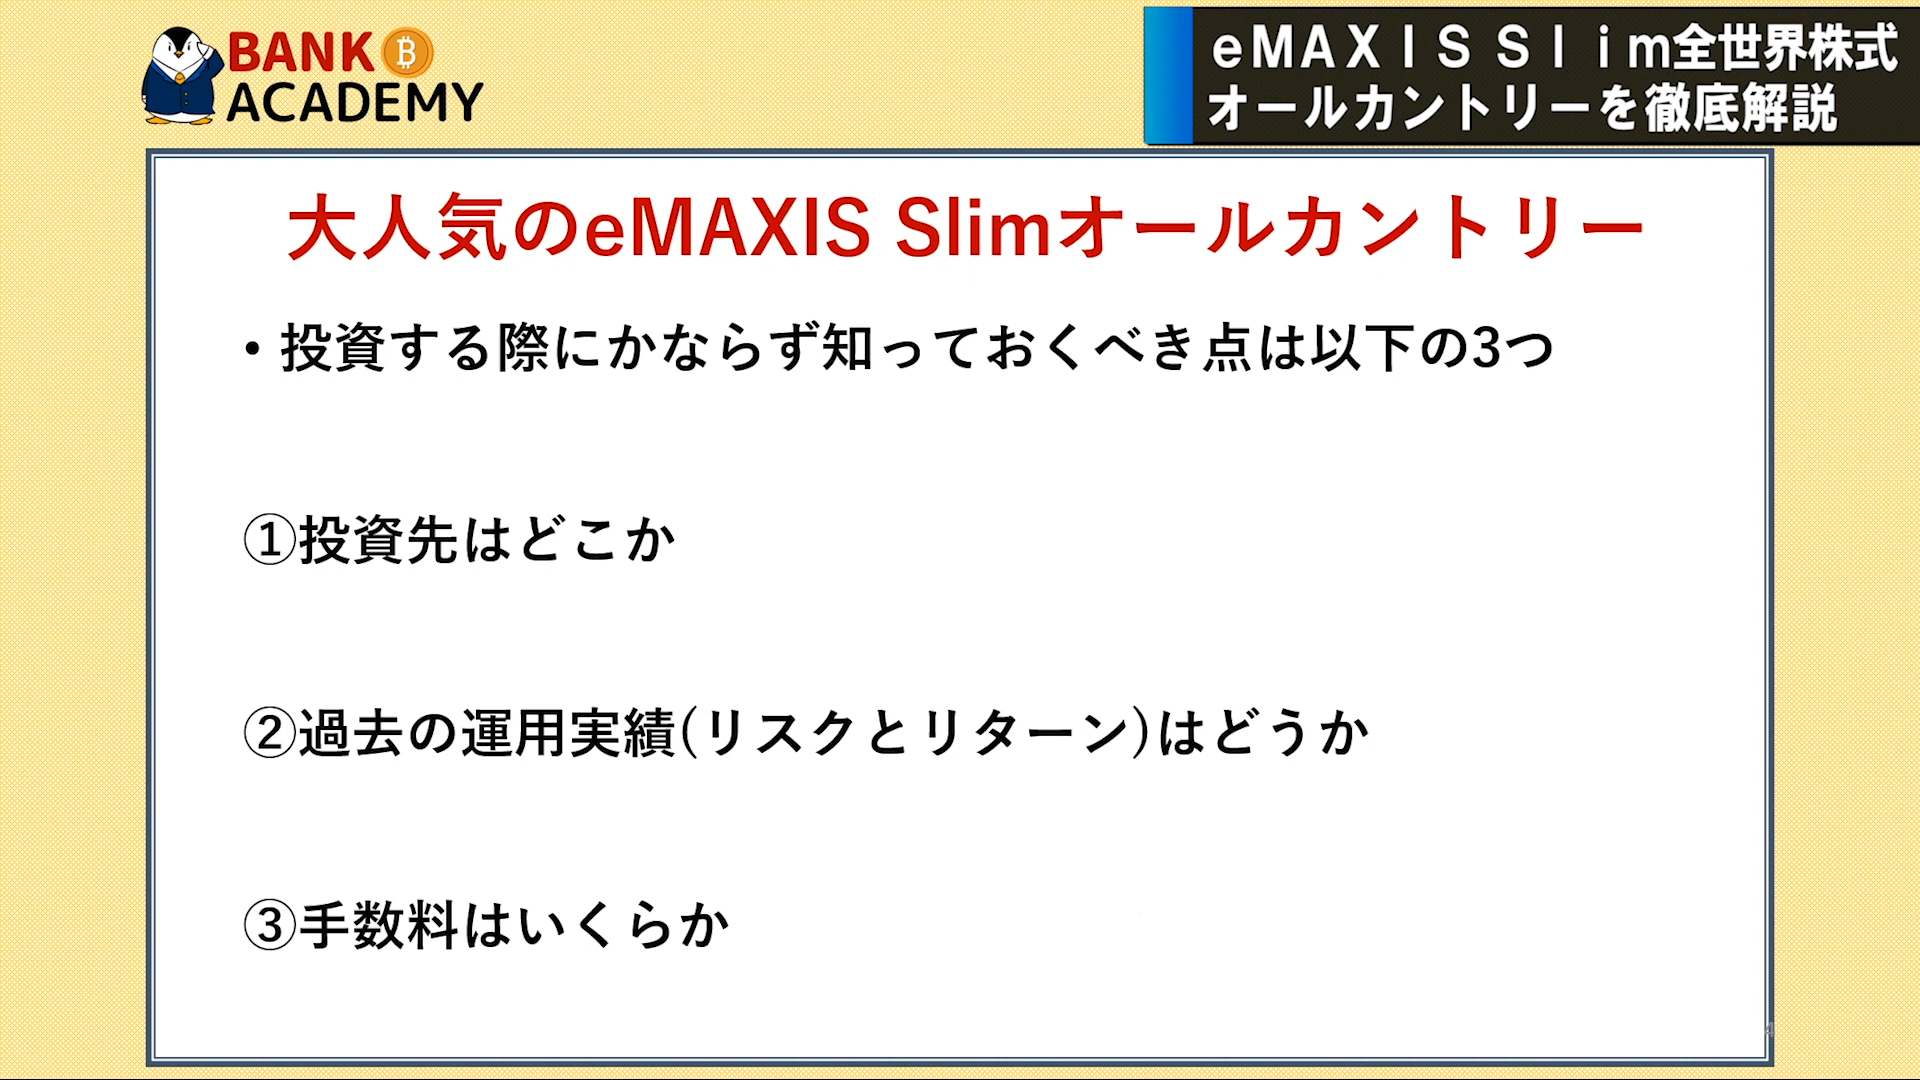 BANK
ACADEMY
eMAXIS Slim全世界株式
オールカントリーを徹底解説
大人気のeMAXIS Slimオールカントリー
・投資する際にかならず知っておくべき点は以下の3つ
①投資先はどこか
②過去の運用実績(リスクとリターン)はどうか
③手数料はいくらか
4